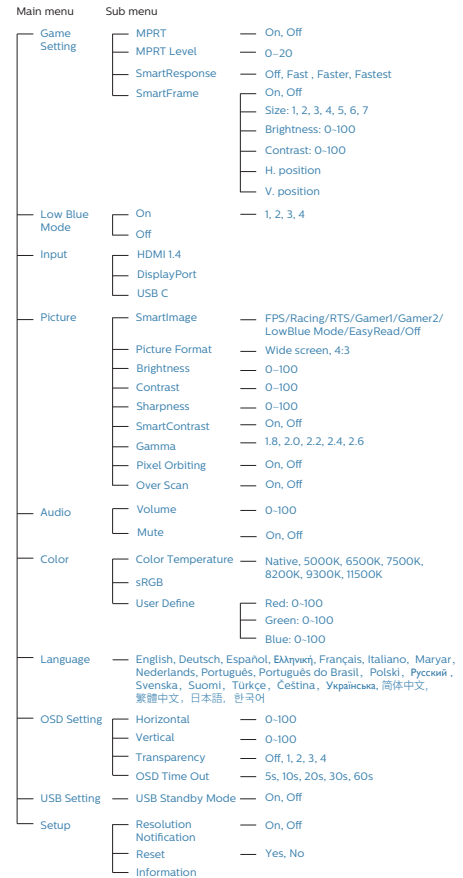 Main menu Sub menu
Game Setting
MPRT On, Off
MPRT Level 0~20
SmartResponse Off, Fast , Faster, Fastest
SmartFrame On, Off
Size: 1, 2, 3, 4, 5, 6, 7
Brightness: 0~100
Contrast: 0~100
H. position
V. position
Low Blue Mode
On 1, 2, 3, 4
Off
Input HDMI 1.4
DisplayPort
USB C
Picture SmartImage FPS/Racing/RTS/Gamer1/Gamer2/
LowBlue Mode/EasyRead/Off
Picture Format Wide screen, 4:3
Brightness 0~100
Contrast 0~100
Sharpness 0~100
SmartContrast On, Off
Gamma 1.8, 2.0, 2.2, 2.4, 2.6
Pixel Orbiting On, Off
Over Scan On, Off
Audio Volume 0~100
Mute On, Off
Color Color Temperature Native, 5000K, 6500K, 7500K,
8200K, 9300K, 11500K
sRGB
User Define Red: 0~100
Green: 0~100
Blue: 0~100
Language English, Deutsch, Español, Ελληνική, Français, Italiano, Maryar,
Nederlands, Português, Português do Brasil, Polski, Русский ,
Svenska, Suomi, Türkçe, Čeština, Українська, 简体中文,
繁體中文, 日本語, 한국어
OSD Setting Horizontal 0~100
Vertical 0~100
Transparency Off, 1, 2, 3, 4
OSD Time Out 5s, 10s, 20s, 30s, 60s
USB Setting USB Standby Mode On, Off
Setup Resolution Notification On, Off
Reset Yes, No
Information